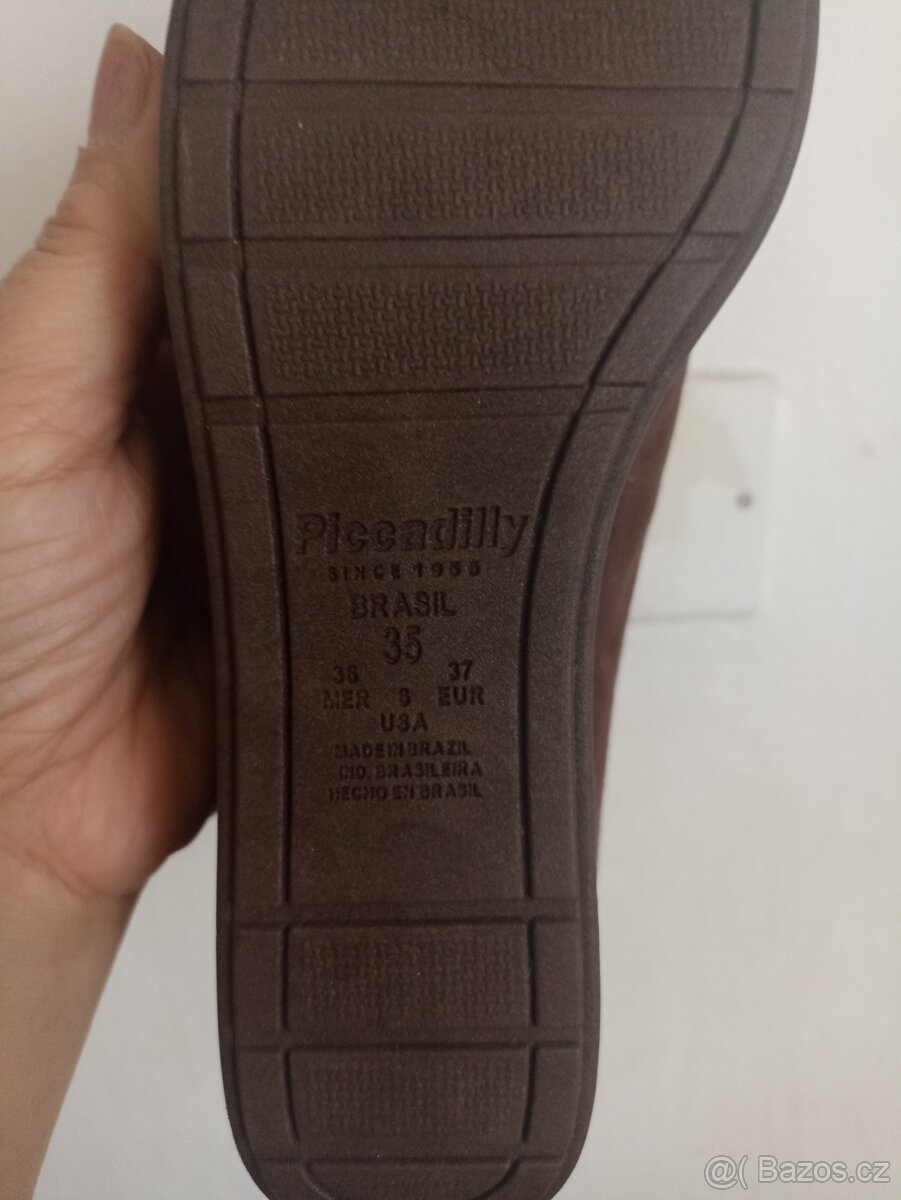 Piccadilly
SINCE 1955
BRASIL
35
36 37
MER 6 EUR
USA
MADE IN BRAZIL
IND. BRASILEIRA
HECHO EN BRASIL
@( Bazos.cz